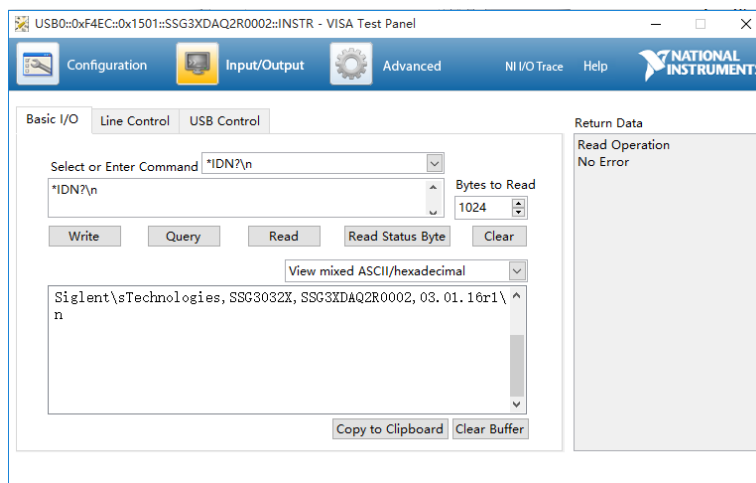 USB0::0xF4EC::0x1501::SSG3XDAQ2R0002::INSTR - VISA Test Panel
Configuration
Input/Output
Advanced
NI I/O Trace
Help
NATIONAL
INSTRUMENTS
Basic I/O
Line Control
USB Control
Select or Enter Command
*IDN?\n
*IDN?\n
Bytes to Read
1024
Write
Query
Read
Read Status Byte
Clear
View mixed ASCII/hexadecimal
Siglent\sTechnologies,SSG3032X,SSG3XDAQ2R0002,03.01.16r1\
n
Copy to Clipboard
Clear Buffer
Return Data
Read Operation
No Error